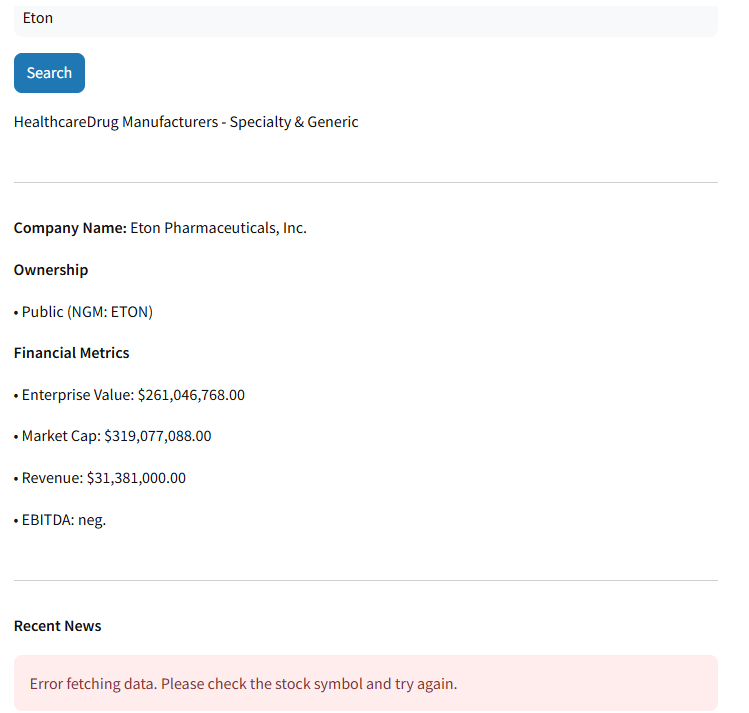 Eton
Search
HealthcareDrug Manufacturers - Specialty & Generic
Company Name: Eton Pharmaceuticals, Inc.
Ownership
• Public (NGM: ETON)
Financial Metrics
• Enterprise Value: $261,046,768.00
• Market Cap: $319,077,088.00
• Revenue: $31,381,000.00
• EBITDA: neg.
Recent News
Error fetching data. Please check the stock symbol and try again.